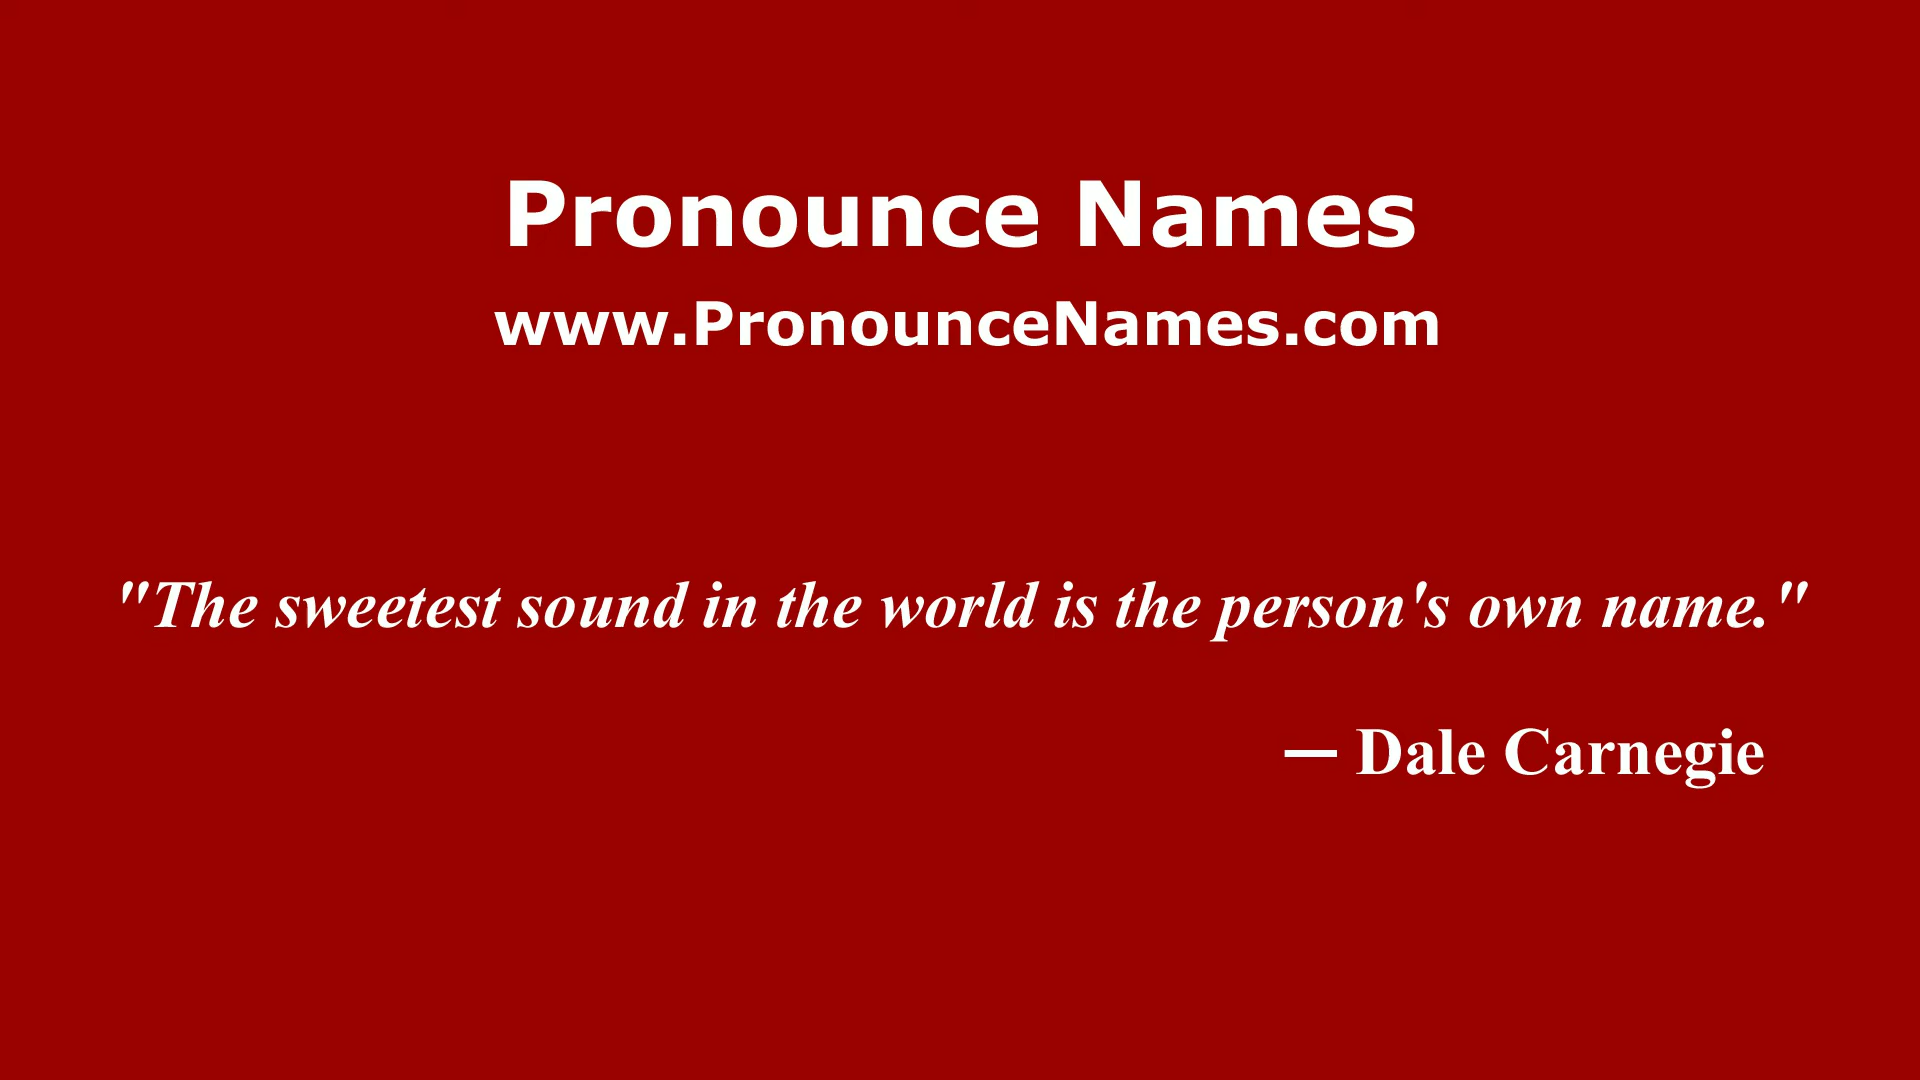 Pronounce Names
www.PronounceNames.com
"The sweetest sound in the world is the person's own name."
— Dale Carnegie